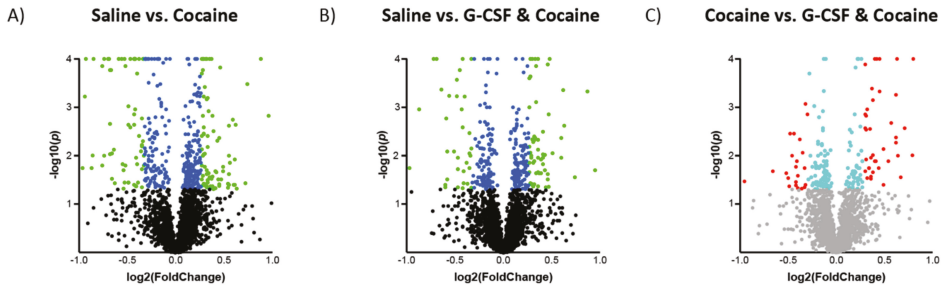 A) Saline vs. Cocaine
B) Saline vs. G-CSF & Cocaine
C) Cocaine vs. G-CSF & Cocaine
4
3
2
1
-log10(p)
-1.0 -0.5 0.0 0.5 1.0
log2(FoldChange)
4
3
2
1
-log10(p)
-1.0 -0.5 0.0 0.5 1.0
log2(FoldChange)
4
3
2
1
-log10(p)
-1.0 -0.5 0.0 0.5 1.0
log2(FoldChange)